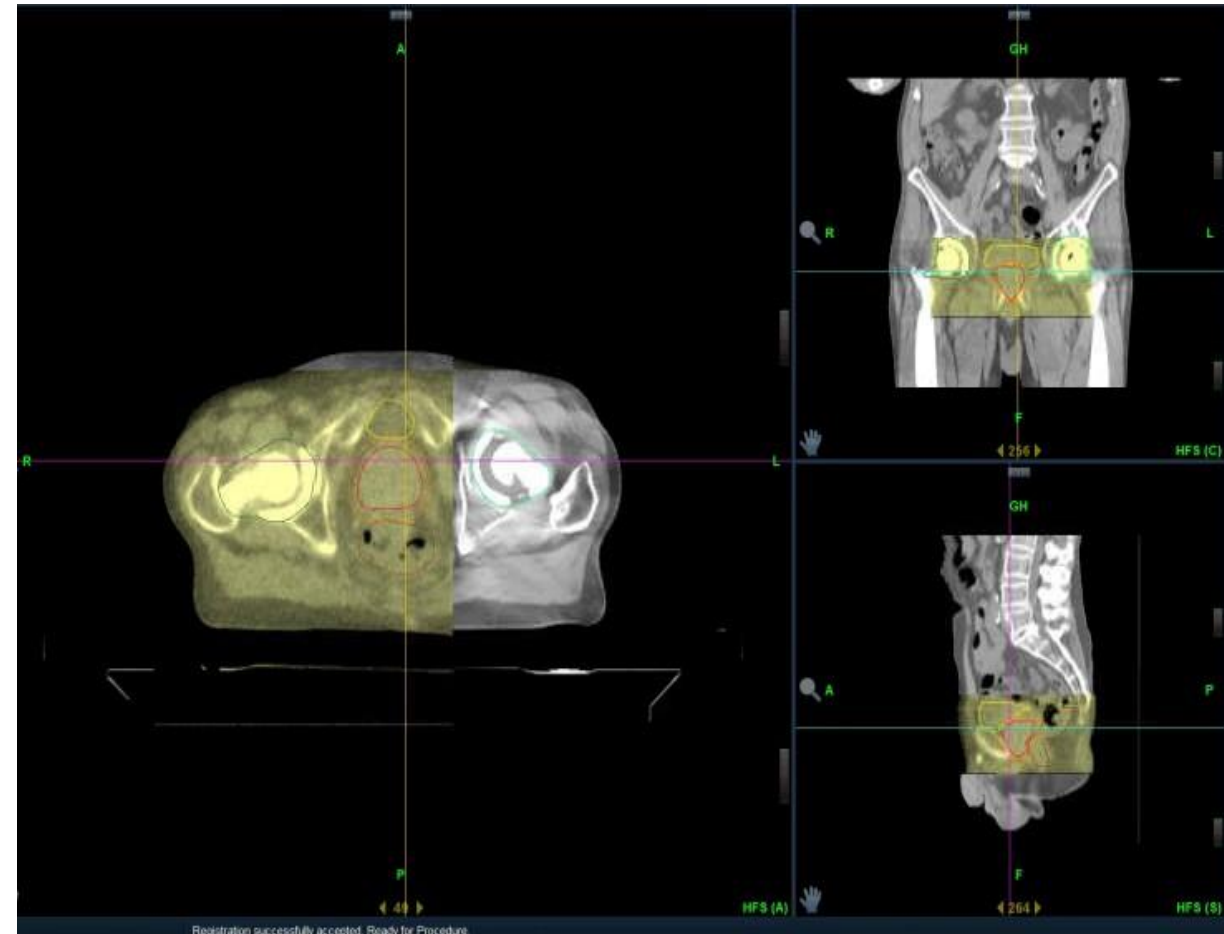 A
R
L
P
49
HFS (A)
GH
R
L
F
256
HFS (C)
GH
A
P
F
264
HFS (S)
Registration successfully accepted. Ready for Procedure.